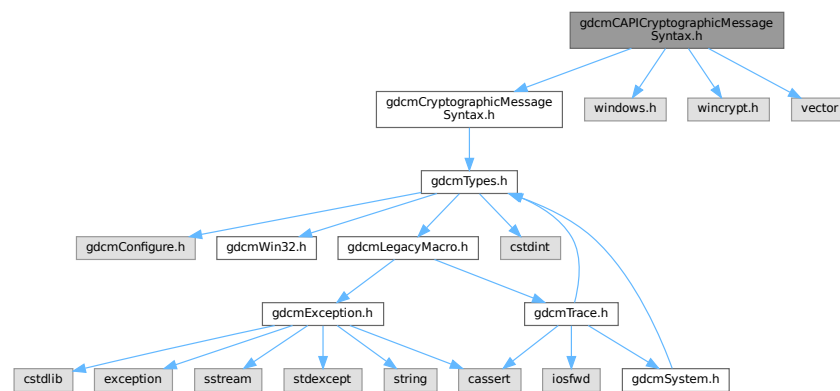 gdcmCAPICryptographicMessage
Syntax.h
gdcmCryptographicMessage
Syntax.h
windows.h
wincrypt.h
vector
gdcmTypes.h
gdcmConfigure.h
gdcmWin32.h
gdcmLegacyMacro.h
cstdint
gdcmException.h
gdcmTrace.h
cstdlib
exception
sstream
stdexcept
string
cassert
iosfwd
gdcmSystem.h